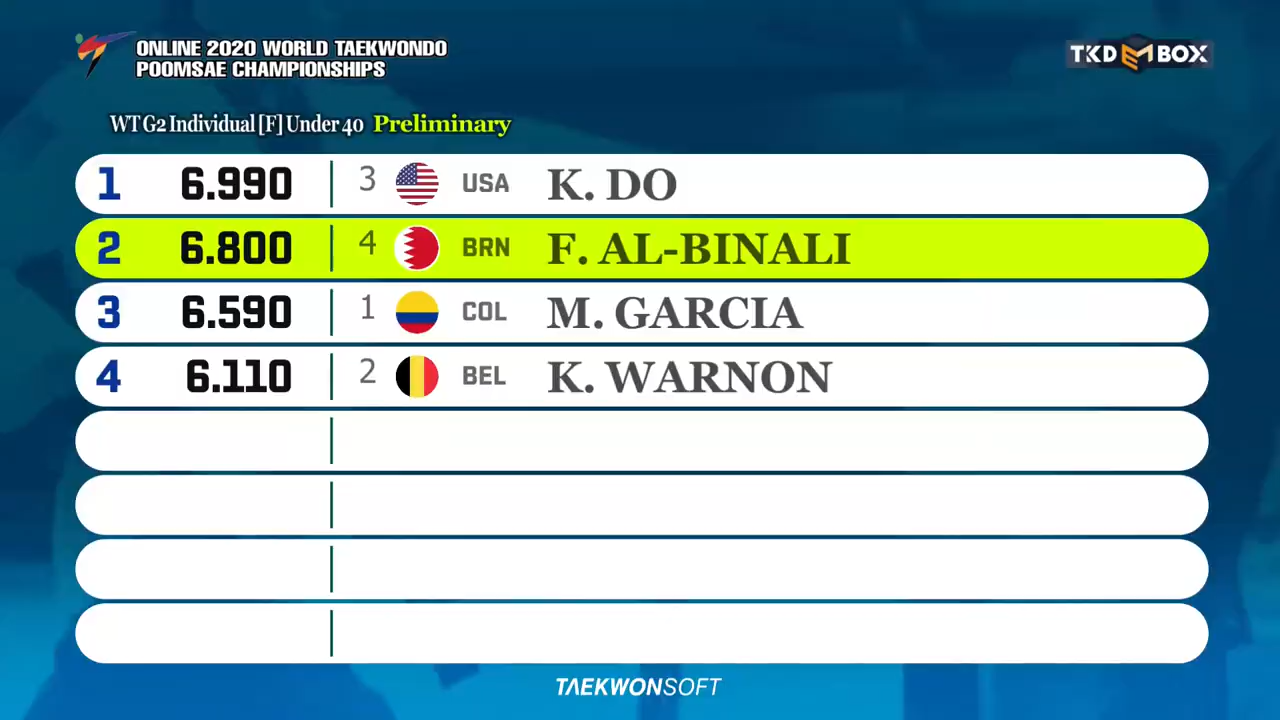 ONLINE 2020 WORLD TAEKWONDO
POOMSAE CHAMPIONSHIPS
TKD BOX
WT G2 Individual [F] Under 40 Preliminary
1 6.990 3 USA K. DO
2 6.800 4 BRN F. AL-BINALI
3 6.590 1 COL M. GARCIA
4 6.110 2 BEL K. WARNON
TAEKWONSOFT